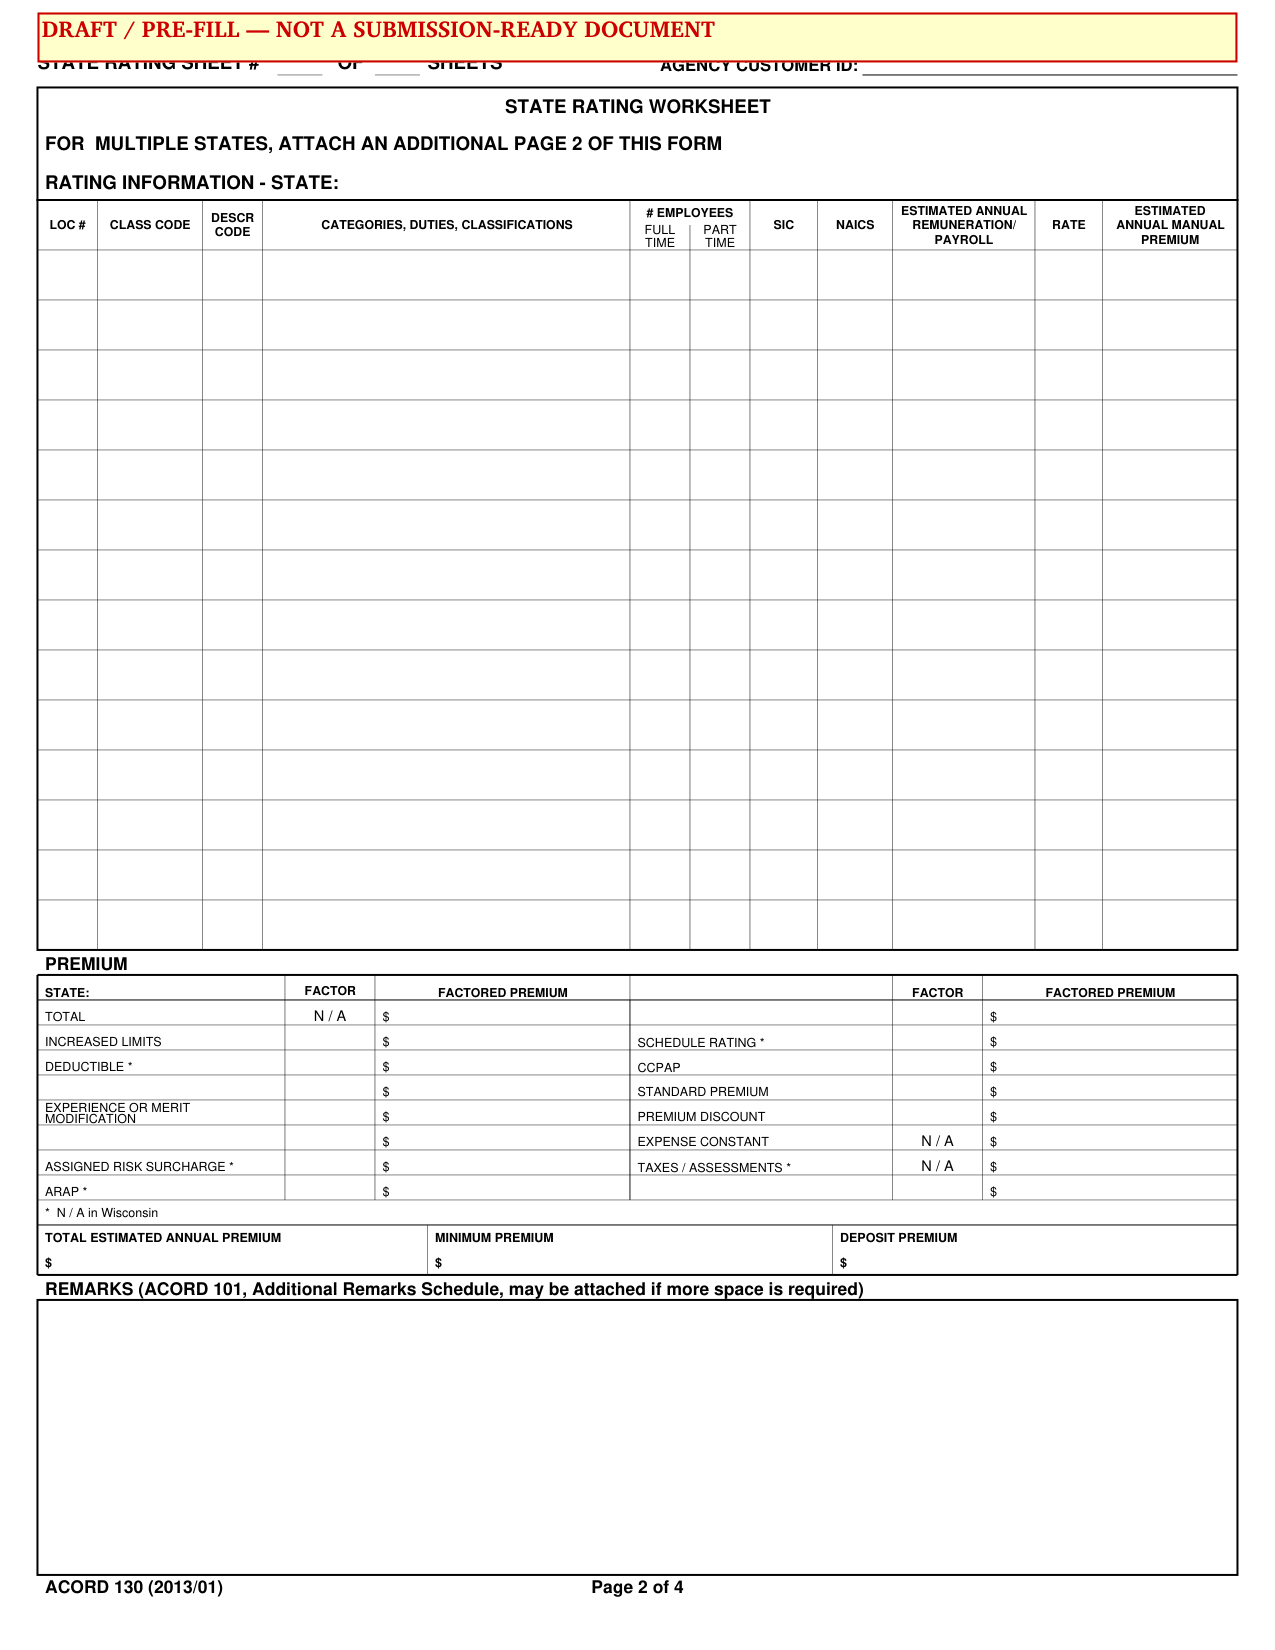 DRAFT / PRE-FILL — NOT A SUBMISSION-READY DOCUMENT
STATE RATING SHEET # ____ OF ____ SHEETS AGENCY CUSTOMER ID:
STATE RATING WORKSHEET
FOR MULTIPLE STATES, ATTACH AN ADDITIONAL PAGE 2 OF THIS FORM
RATING INFORMATION - STATE:
LOC # CLASS CODE DESCR CODE CATEGORIES, DUTIES, CLASSIFICATIONS # EMPLOYEES FULL TIME PART TIME SIC NAICS ESTIMATED ANNUAL REMUNERATION/ PAYROLL RATE ESTIMATED ANNUAL MANUAL PREMIUM
PREMIUM
STATE: FACTOR FACTORED PREMIUM FACTOR FACTORED PREMIUM
TOTAL N / A $ $
INCREASED LIMITS $ SCHEDULE RATING * $
DEDUCTIBLE * $ CCPAP $
$ STANDARD PREMIUM $
EXPERIENCE OR MERIT MODIFICATION $ PREMIUM DISCOUNT $
$ EXPENSE CONSTANT N / A $
ASSIGNED RISK SURCHARGE * $ TAXES / ASSESSMENTS * N / A $
ARAP * $ $
* N / A in Wisconsin
TOTAL ESTIMATED ANNUAL PREMIUM MINIMUM PREMIUM DEPOSIT PREMIUM
$ $ $
REMARKS (ACORD 101, Additional Remarks Schedule, may be attached if more space is required)
ACORD 130 (2013/01) Page 2 of 4